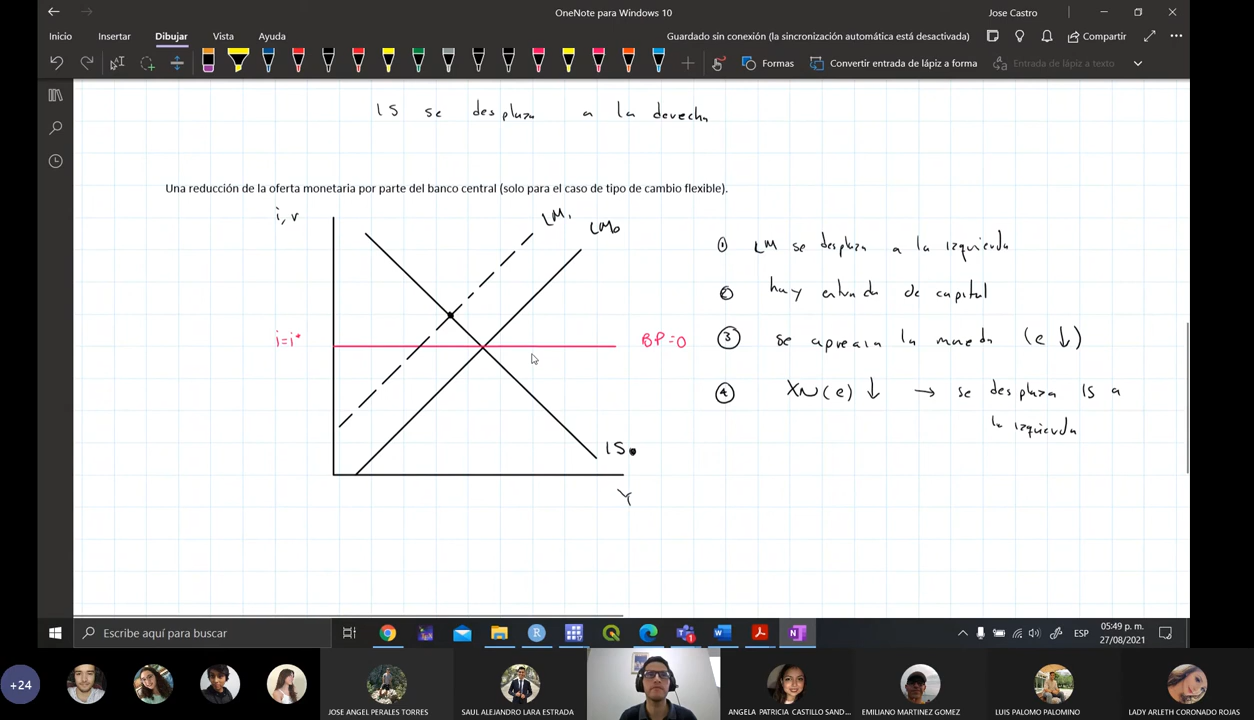 OneNote para Windows 10
Jose Castro
Inicio Insertar Dibujar Vista Ayuda
Guardado sin conexión (la sincronización automática está desactivada)
Compartir
Formas
Convertir entrada de lápiz a forma
Entrada de lápiz a texto
IS se desplaza a la derecha
Una reducción de la oferta monetaria por parte del banco central (solo para el caso de tipo de cambio flexible).
i, r
LM₁
LM₀
i=i*
BP=0
IS
Y
① LM se desplaza a la izquierda
② hay entrada de capital
③ se aprecia la moneda (e ↓)
④ XN(e) ↓ → se desplaza IS a
la izquierda
Escribe aquí para buscar
ESP
05:49 p. m.
27/08/2021
+24
JOSE ANGEL PERALES TORRES
SAUL ALEJANDRO LARA ESTRADA
ANGELA PATRICIA CASTILLO SAND...
EMILIANO MARTINEZ GOMEZ
LUIS PALOMO PALOMINO
LADY ARLETH CORONADO ROJAS